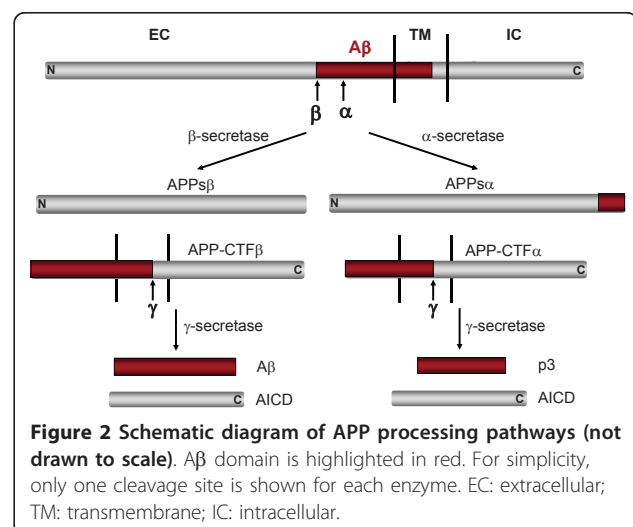 EC TM IC
Aβ
N C
β α
β-secretase α-secretase
APPsβ APPsα
N N
APP-CTFβ APP-CTFα
C C
γ γ
γ-secretase γ-secretase
Aβ p3
C AICD C AICD
Figure 2 Schematic diagram of APP processing pathways (not
drawn to scale). Aβ domain is highlighted in red. For simplicity,
only one cleavage site is shown for each enzyme. EC: extracellular;
TM: transmembrane; IC: intracellular.